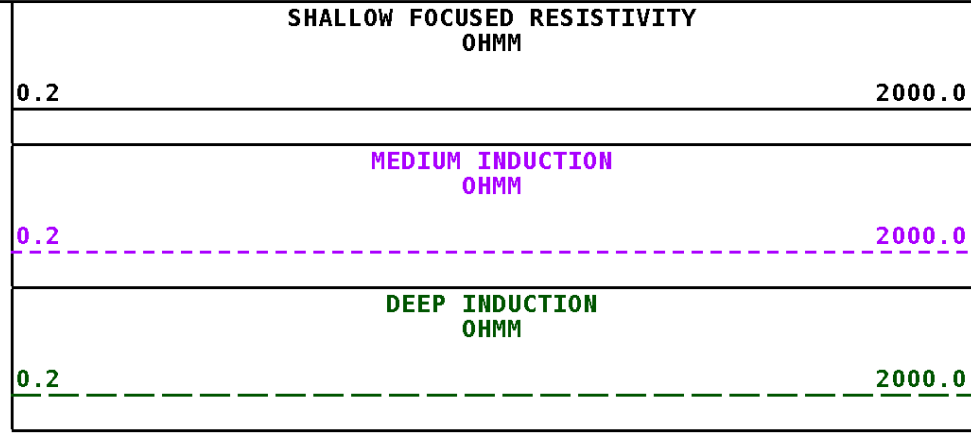 SHALLOW FOCUSED RESISTIVITY
OHMM
0.2 2000.0
MEDIUM INDUCTION
OHMM
0.2 2000.0
DEEP INDUCTION
OHMM
0.2 2000.0